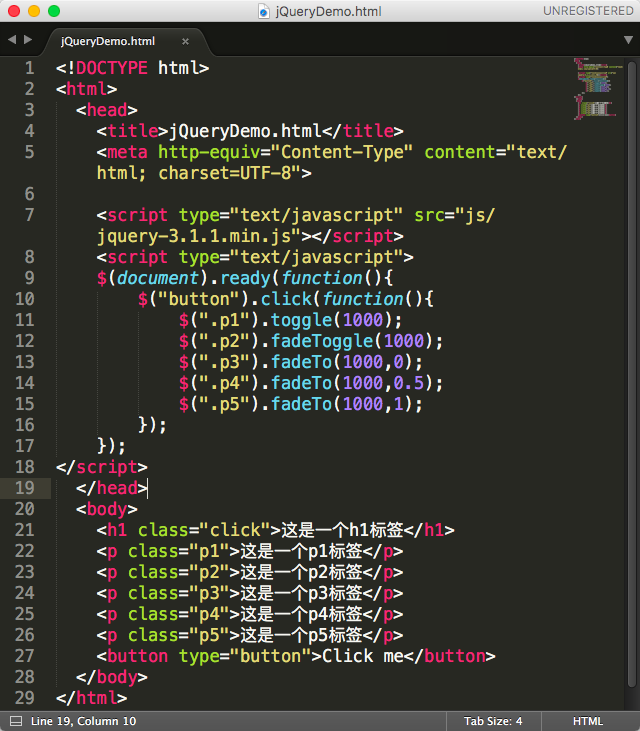 jQueryDemo.html
UNREGISTERED
jQueryDemo.html ×
1 <!DOCTYPE html>
2 <html>
3 <head>
4 <title>jQueryDemo.html</title>
5 <meta http-equiv="Content-Type" content="text/
html; charset=UTF-8">
6
7 <script type="text/javascript" src="js/
jquery-3.1.1.min.js"></script>
8 <script type="text/javascript">
9 $(document).ready(function(){
10 $("button").click(function(){
11 $(".p1").toggle(1000);
12 $(".p2").fadeToggle(1000);
13 $(".p3").fadeTo(1000,0);
14 $(".p4").fadeTo(1000,0.5);
15 $(".p5").fadeTo(1000,1);
16 });
17 });
18 </script>
19 </head>
20 <body>
21 <h1 class="click">这是一个h1标签</h1>
22 <p class="p1">这是一个p1标签</p>
23 <p class="p2">这是一个p2标签</p>
24 <p class="p3">这是一个p3标签</p>
25 <p class="p4">这是一个p4标签</p>
26 <p class="p5">这是一个p5标签</p>
27 <button type="button">Click me</button>
28 </body>
29 </html>
Line 19, Column 10
Tab Size: 4
HTML